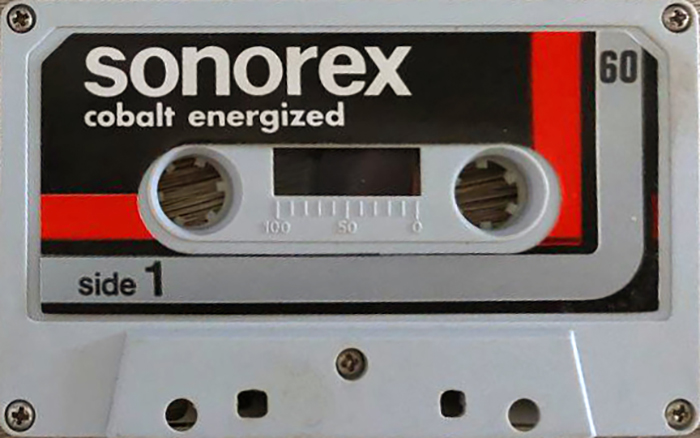 sonorex
60
cobalt energized
100 50 0
side 1